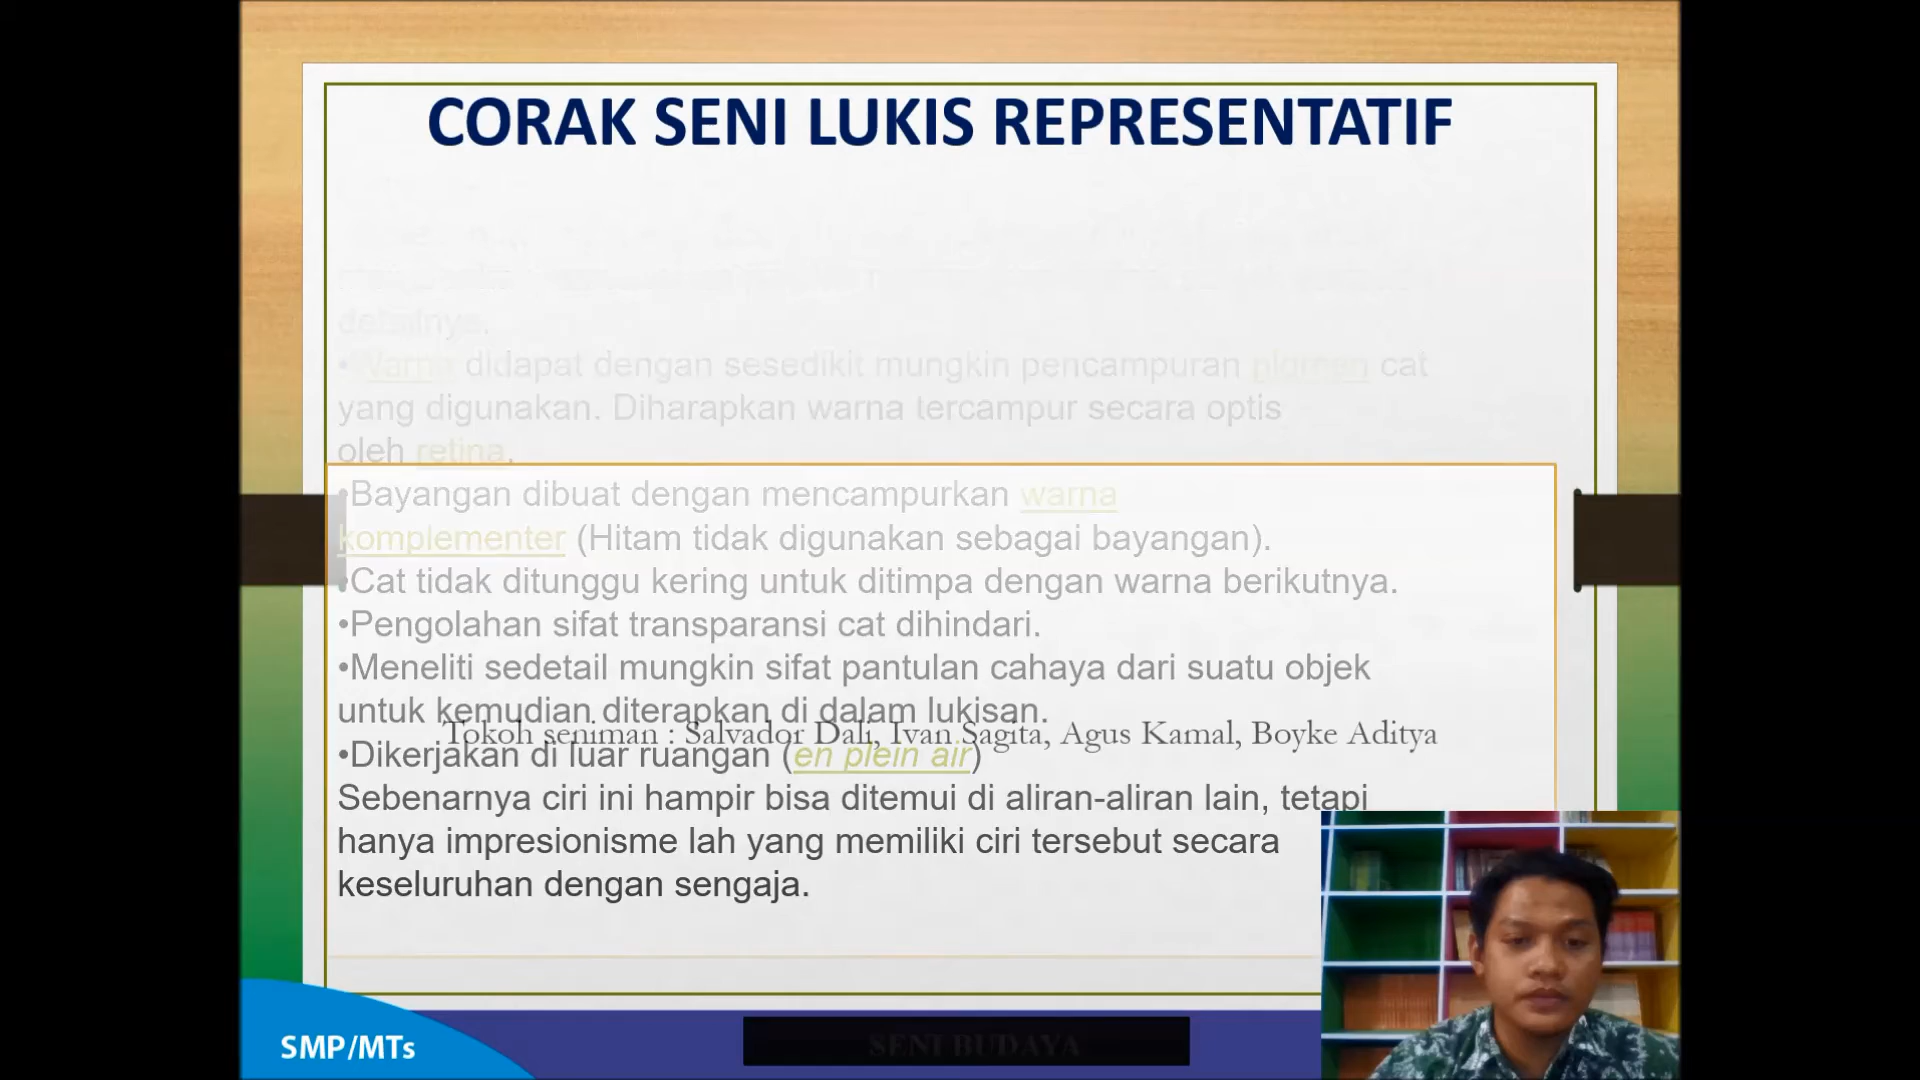 CORAK SENI LUKIS REPRESENTATIF
detailnya.
•Warna didapat dengan sesedikit mungkin pencampuran pigmen cat
yang digunakan. Diharapkan warna tercampur secara optis
oleh retina.
•Bayangan dibuat dengan mencampurkan warna
komplementer (Hitam tidak digunakan sebagai bayangan).
•Cat tidak ditunggu kering untuk ditimpa dengan warna berikutnya.
•Pengolahan sifat transparansi cat dihindari.
•Meneliti sedetail mungkin sifat pantulan cahaya dari suatu objek
untuk kemudian diterapkan di dalam lukisan.
Tokoh seniman : Salvador Dali, Ivan Sagita, Agus Kamal, Boyke Aditya
•Dikerjakan di luar ruangan (en plein air)
Sebenarnya ciri ini hampir bisa ditemui di aliran-aliran lain, tetapi
hanya impresionisme lah yang memiliki ciri tersebut secara
keseluruhan dengan sengaja.
SMP/MTs
SENI BUDAYA